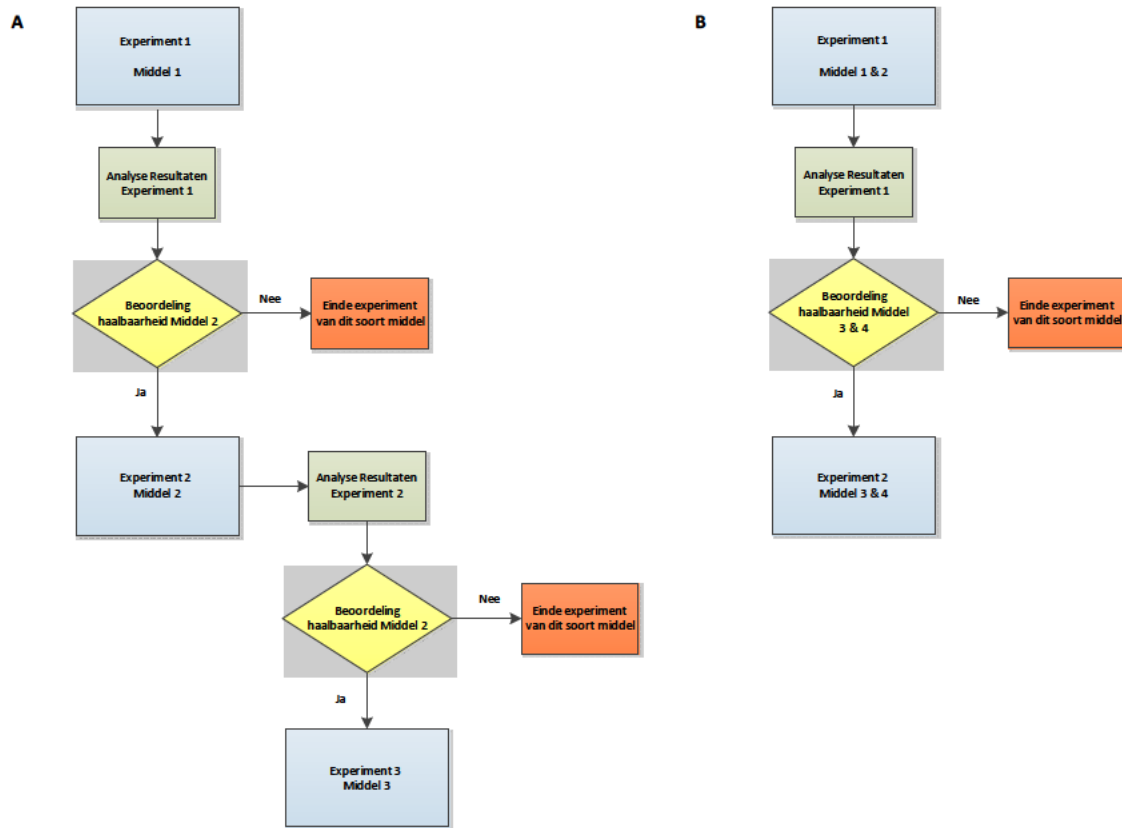 A
Experiment 1
Middel 1
Analyse Resultaten
Experiment 1
Beoordeling
haalbaarheid Middel 2
Nee
Einde experiment
van dit soort middel
Ja
Experiment 2
Middel 2
Analyse Resultaten
Experiment 2
Beoordeling
haalbaarheid Middel 2
Nee
Einde experiment
van dit soort middel
Ja
Experiment 3
Middel 3
B
Experiment 1
Middel 1 & 2
Analyse Resultaten
Experiment 1
Beoordeling
haalbaarheid Middel
3 & 4
Nee
Einde experiment
van dit soort middel
Ja
Experiment 2
Middel 3 & 4